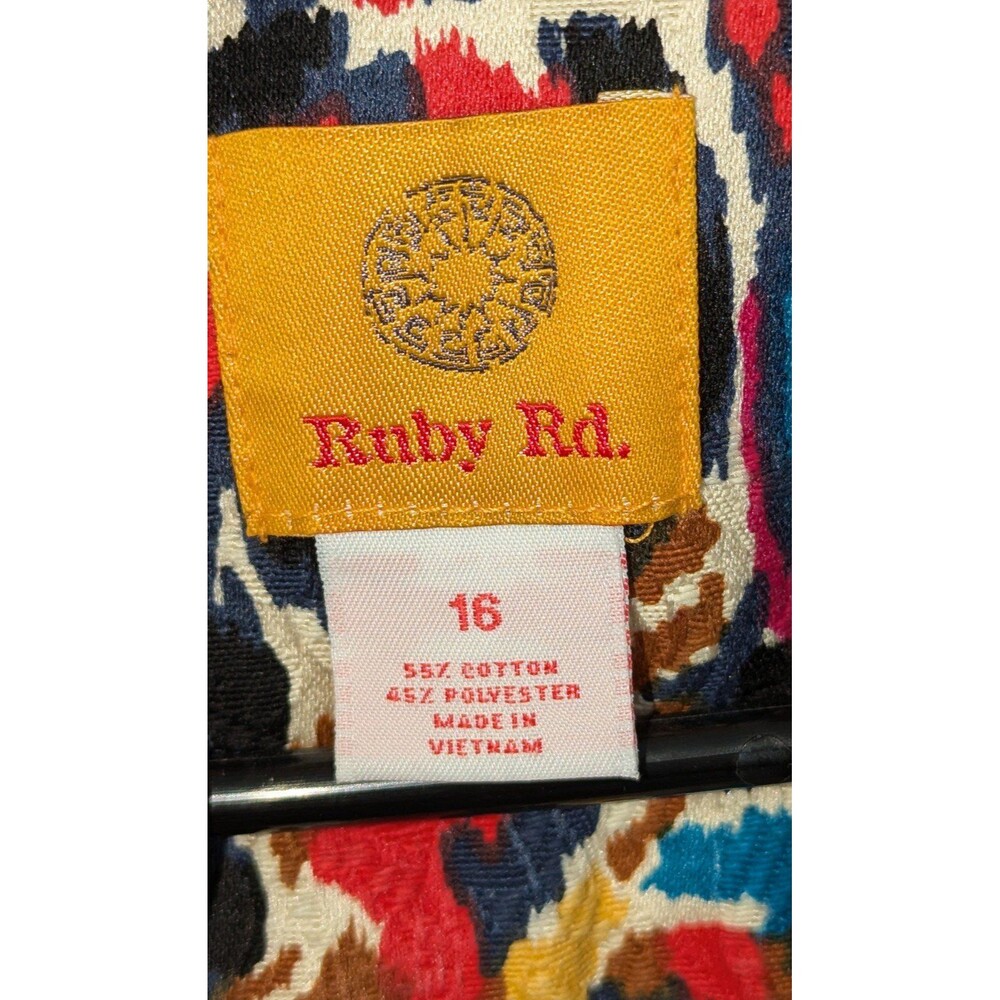 Ruby Rd.
16
55% COTTON
45% POLYESTER
MADE IN
VIETNAM